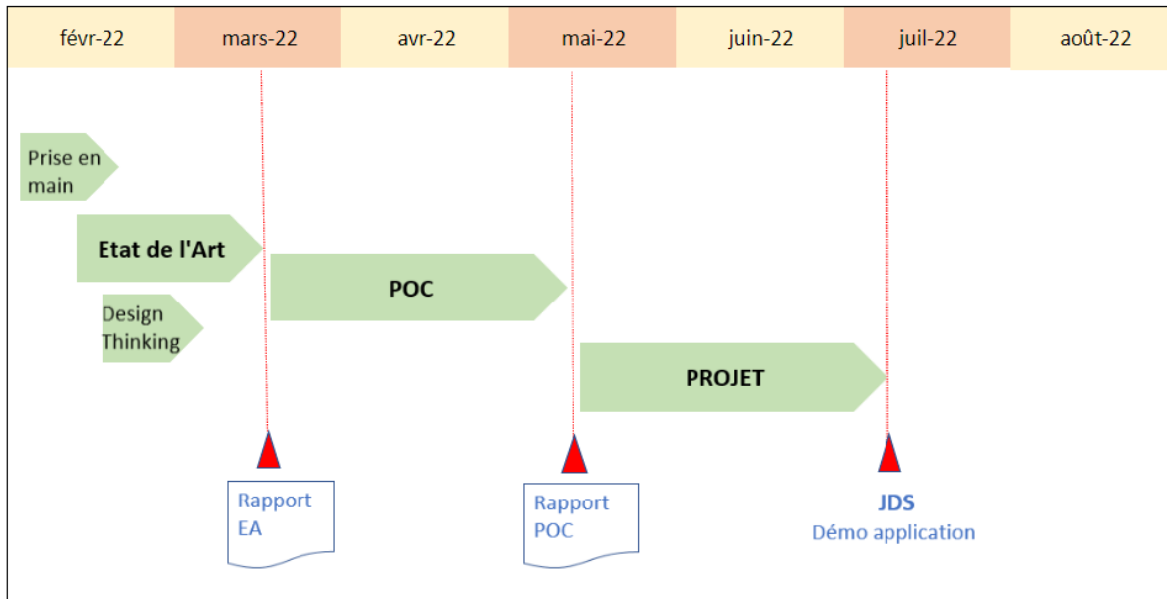 févr-22
mars-22
avr-22
mai-22
juin-22
juil-22
août-22
Prise en
main
Etat de l'Art
POC
Design
Thinking
PROJET
Rapport
EA
Rapport
POC
JDS
Démo application